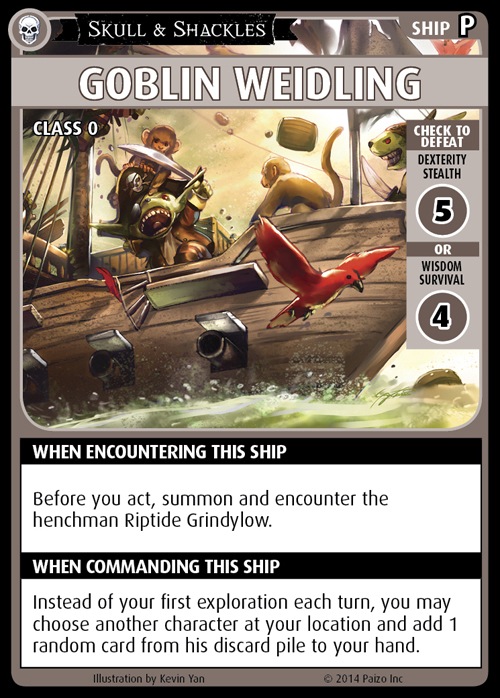 SKULL & SHACKLES
SHIP P
GOBLIN WEIDLING
CLASS 0
CHECK TO
DEFEAT
DEXTERITY
STEALTH
5
OR
WISDOM
SURVIVAL
4
WHEN ENCOUNTERING THIS SHIP
Before you act, summon and encounter the
henchman Riptide Grindylow.
WHEN COMMANDING THIS SHIP
Instead of your first exploration each turn, you may
choose another character at your location and add 1
random card from his discard pile to your hand.
Illustration by Kevin Yan
© 2014 Paizo Inc